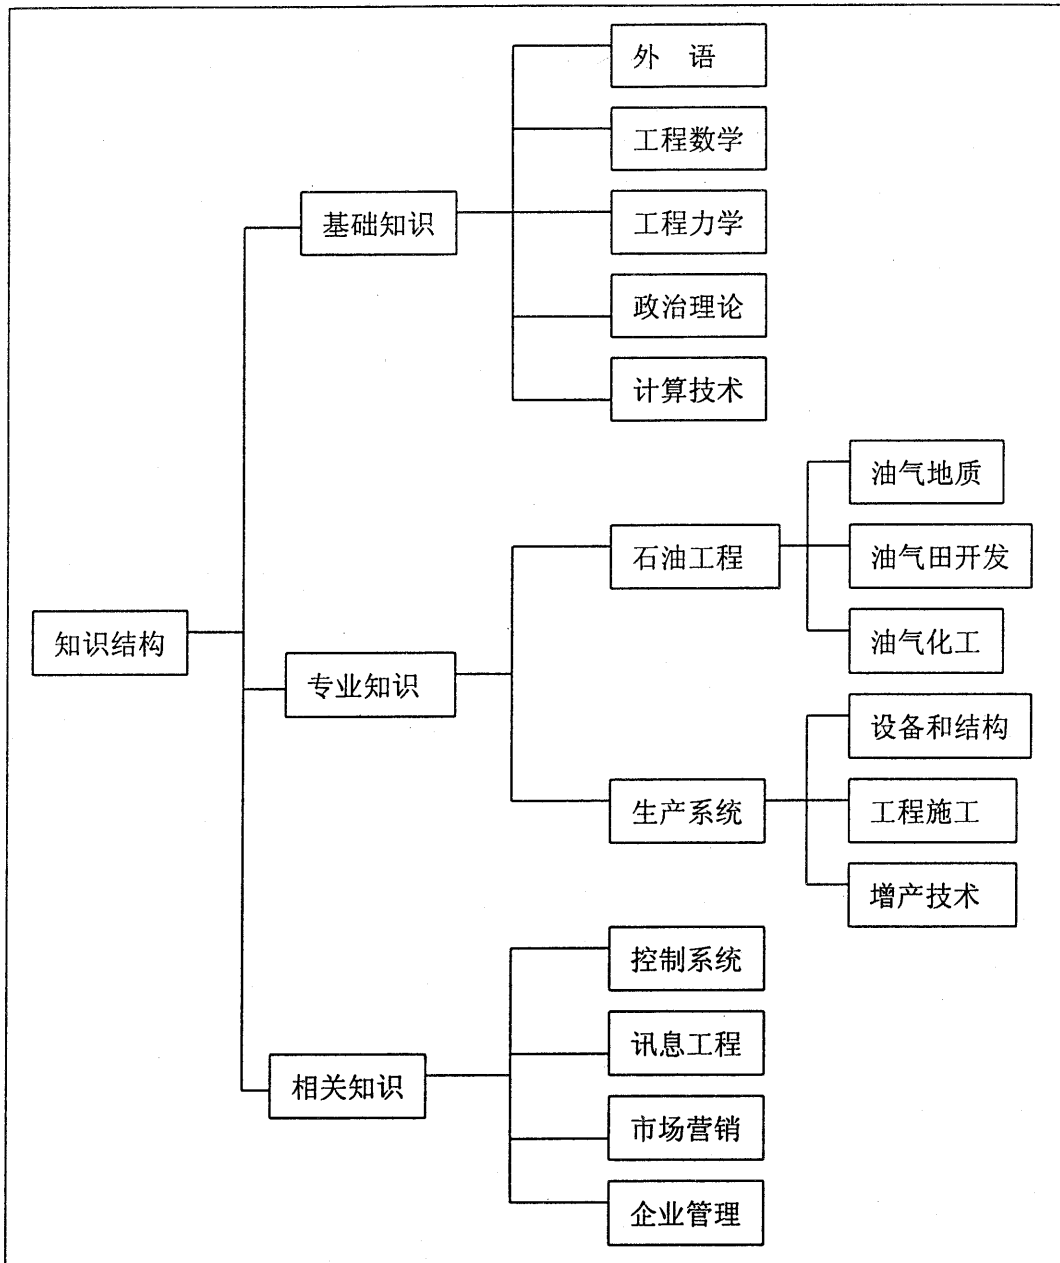 外 语
工程数学
基础知识
工程力学
政治理论
计算技术
油气地质
石油工程
油气田开发
油气化工
知识结构
专业知识
设备和结构
生产系统
工程施工
增产技术
控制系统
讯息工程
相关知识
市场营销
企业管理